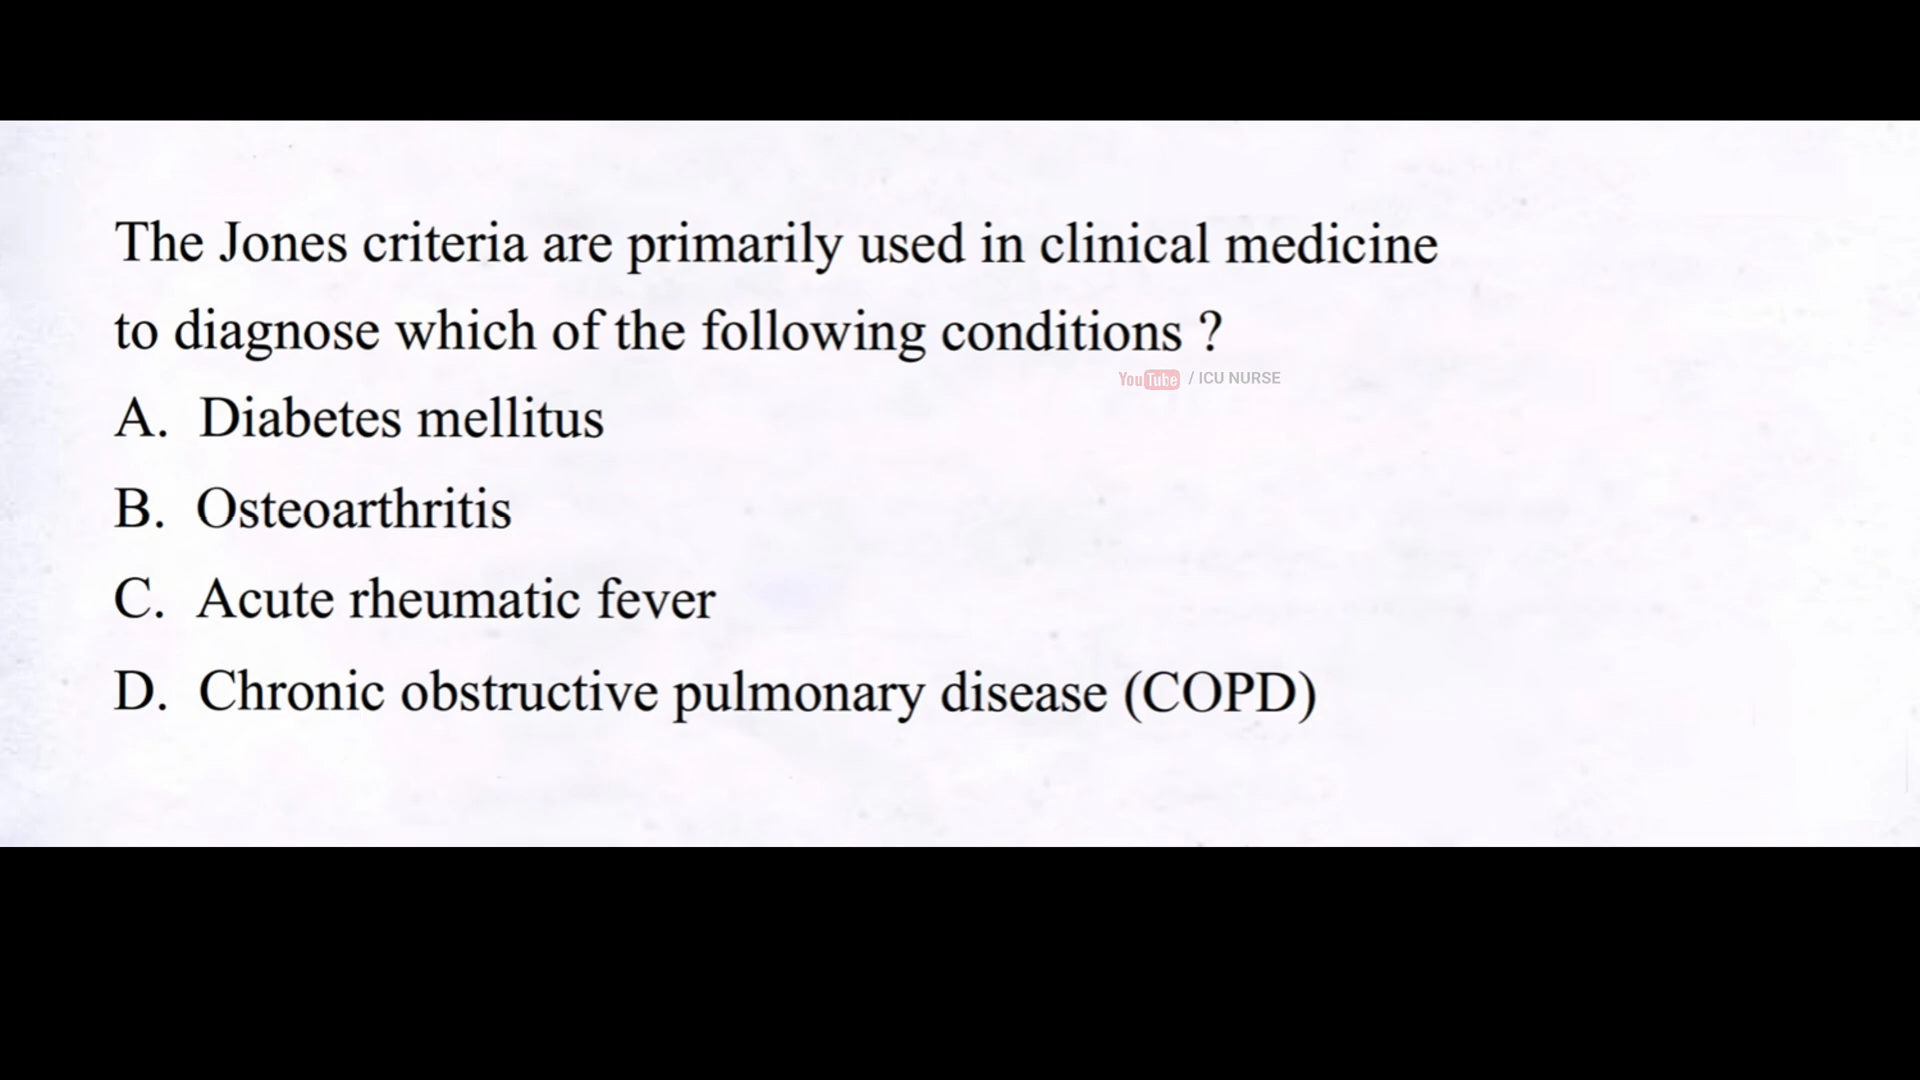 The Jones criteria are primarily used in clinical medicine
to diagnose which of the following conditions ?
YouTube / ICU NURSE
A. Diabetes mellitus
B. Osteoarthritis
C. Acute rheumatic fever
D. Chronic obstructive pulmonary disease (COPD)